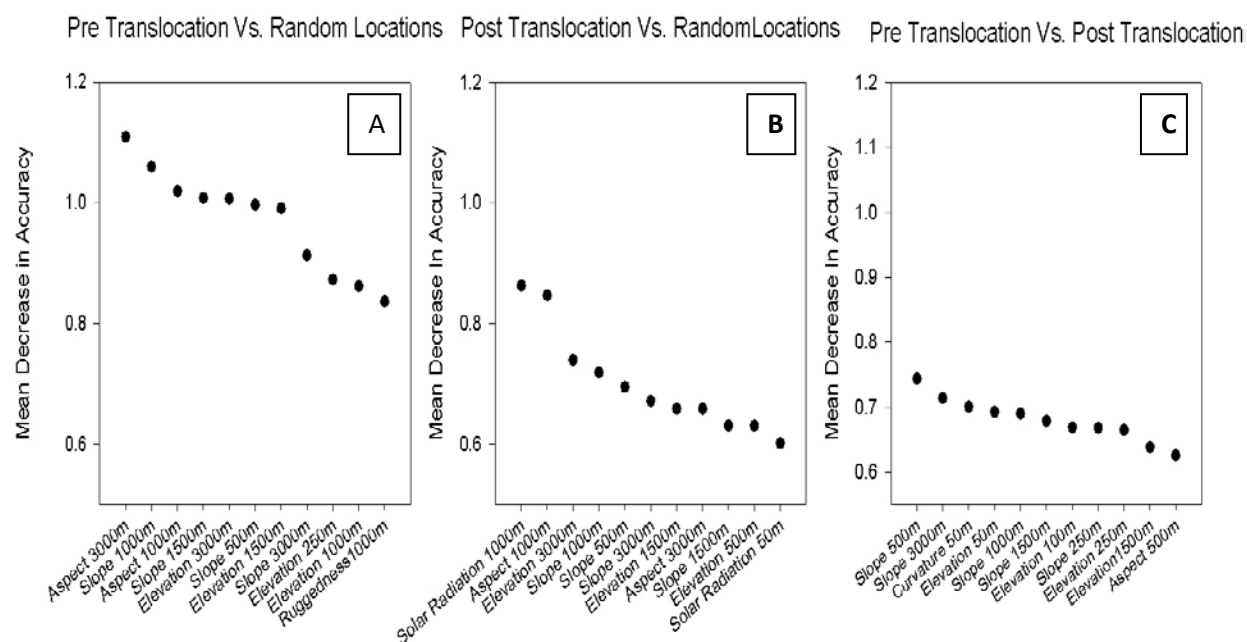 Pre Translocation Vs. Random Locations
A
Mean Decrease in Accuracy
1.2
1.0
0.8
0.6
Aspect 3000m
Slope 1000m
Aspect 1000m
Slope 1500m
Elevation 3000m
Slope 500m
Elevation 1500m
Slope 3000m
Elevation 250m
Elevation 1000m
Ruggedness1000m
Post Translocation Vs. RandomLocations
B
Mean Decrease In Accuracy
1.2
1.0
0.8
0.6
Solar Radiation 1000m
Aspect 1000m
Elevation 3000m
Slope 1000m
Slope 500m
Slope 3000m
Elevation 1500m
Aspect 3000m
Slope 1500m
Elevation 500m
Solar Radiation 50m
Pre Translocation Vs. Post Translocation
C
Mean Decrease In Accuracy
1.2
1.1
1.0
0.9
0.8
0.7
0.6
Slope 500m
Slope 3000m
Curvature 50m
Elevation 50m
Slope 1000m
Slope 1500m
Elevation 100m
Slope 250m
Elevation 250m
Elevation1500m
Aspect 500m